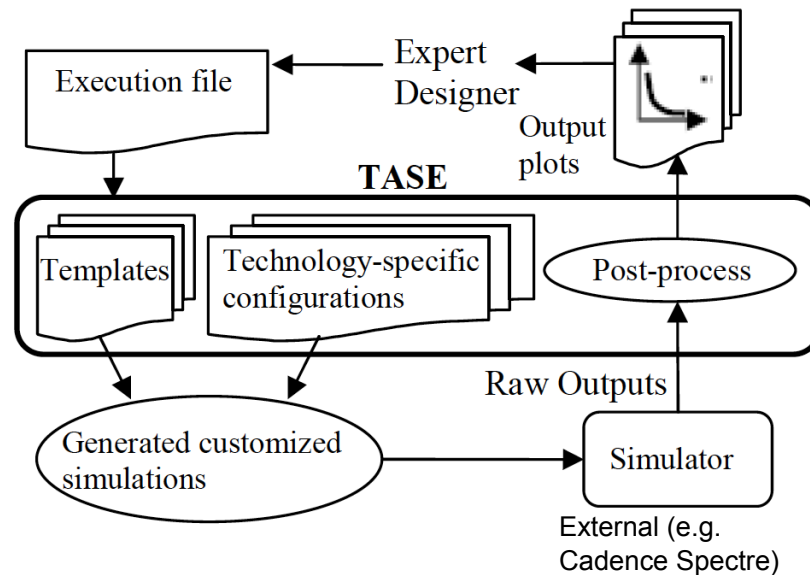 Execution file
Expert
Designer
Output
plots
TASE
Templates
Technology-specific
configurations
Post-process
Raw Outputs
Generated customized
simulations
Simulator
External (e.g.
Cadence Spectre)